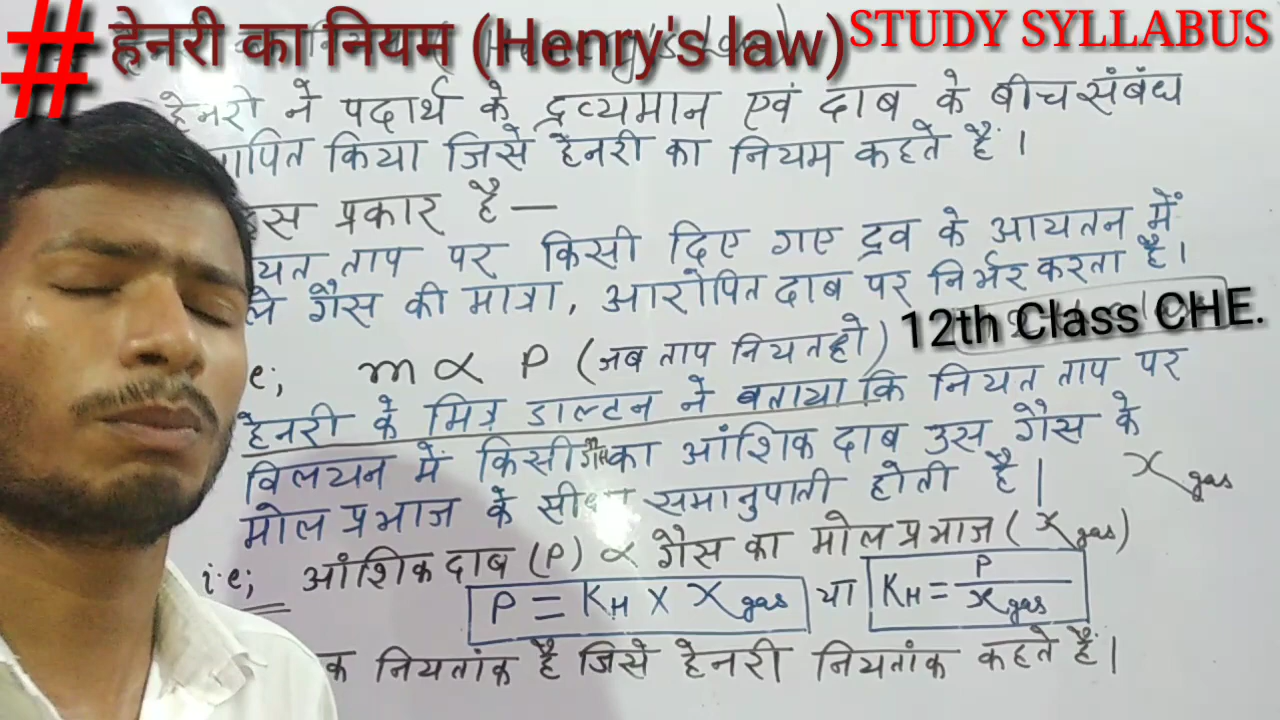 # हेनरी का नियम (Henry's law)
STUDY SYLLABUS
हेनरी ने पदार्थ के द्रव्यमान एवं दाब के बीच संबंध
ापित किया जिसे हेनरी का नियम कहते हैं।
इस प्रकार है —
यत ताप पर किसी दिए गए द्रव के आयतन में
ले गैस की मात्रा, आरोपित दाब पर निर्भर करता है।
12th Class CHE.
e; m ∝ P (जब ताप नियत हो)
हेनरी के मित्र डाल्टन ने बताया कि नियत ताप पर
विलयन में किसी गैस का आंशिक दाब उस गैस के
मोल प्रभाज के समानुपाती होती है।
x gas
i.e; आंशिक दाब (P) ∝ गैस का मोल प्रभाज (x gas)
P = KH × x gas या KH = P / x gas
क नियतांक है जिसे हेनरी नियतांक कहते हैं।